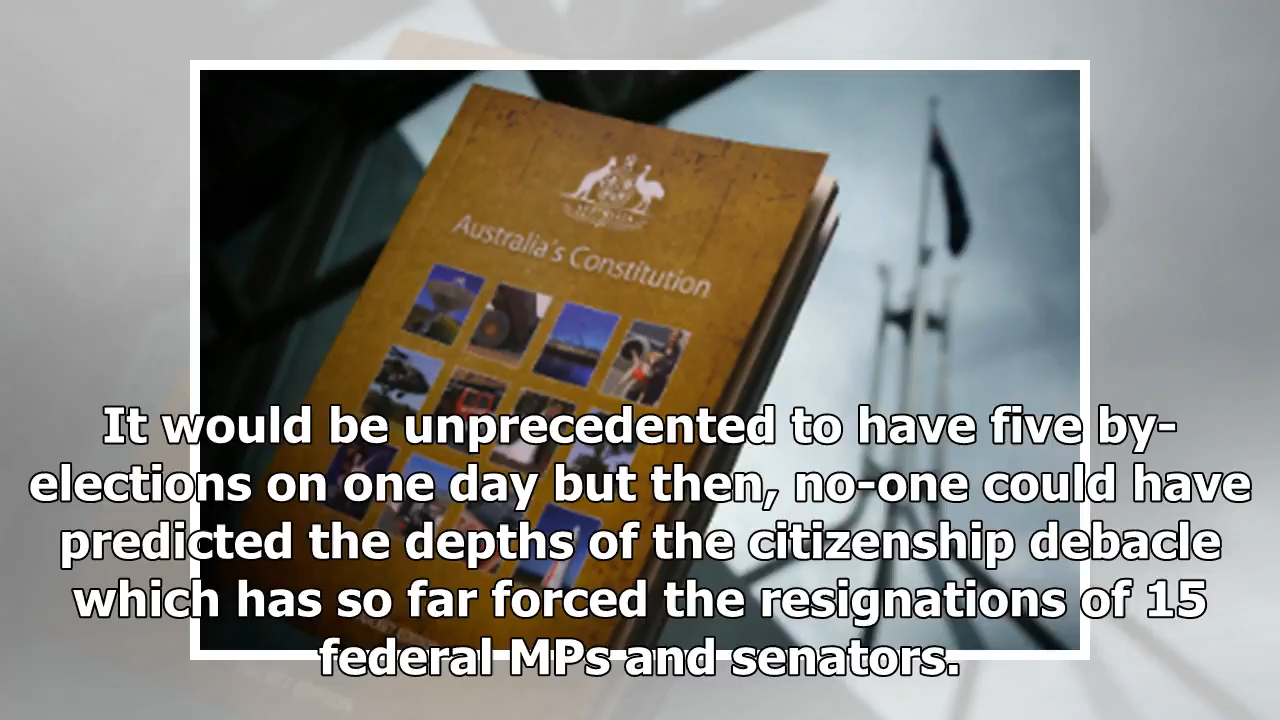 Australia's Constitution
It would be unprecedented to have five by-
elections on one day but then, no-one could have
predicted the depths of the citizenship debacle
which has so far forced the resignations of 15
federal MPs and senators.